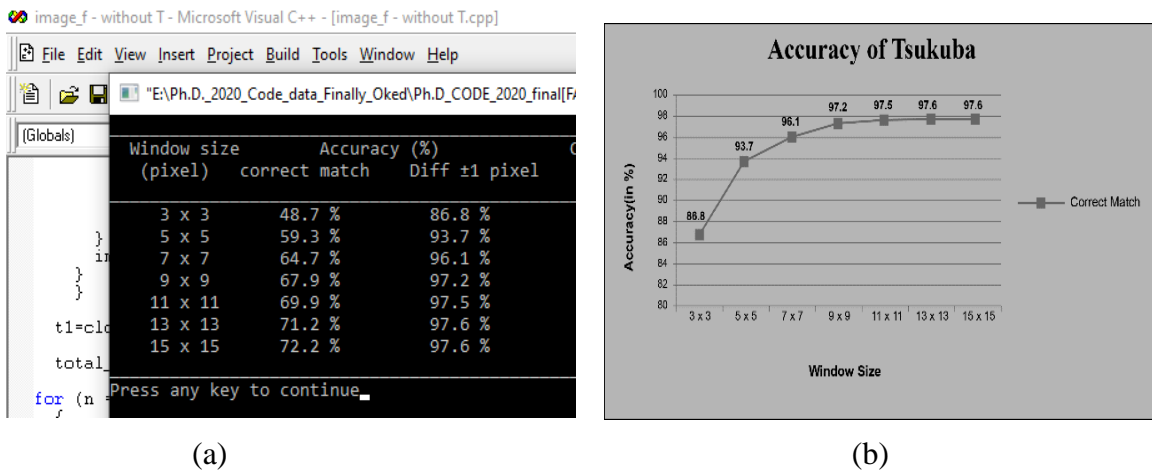 image_f - without T - Microsoft Visual C++ - [image_f - without T.cpp]
File Edit View Insert Project Build Tools Window Help
"E:\Ph.D._2020_Code_data_Finally_Oked\Ph.D_CODE_2020_final[FA
(Globals)
Window size Accuracy (%) C
(pixel) correct match Diff ±1 pixel
3 x 3 48.7 % 86.8 %
5 x 5 59.3 % 93.7 %
7 x 7 64.7 % 96.1 %
9 x 9 67.9 % 97.2 %
11 x 11 69.9 % 97.5 %
13 x 13 71.2 % 97.6 %
15 x 15 72.2 % 97.6 %
Press any key to continue
}
in
}
}
t1=clo
total_
for (n =
{
(a)
Accuracy of Tsukuba
Accuracy(in %)
100
98
96
94
92
90
88
86
84
82
80
86.8
93.7
96.1
97.2
97.5
97.6
97.6
3 x 3 5 x 5 7 x 7 9 x 9 11 x 11 13 x 13 15 x 15
Window Size
Correct Match
(b)